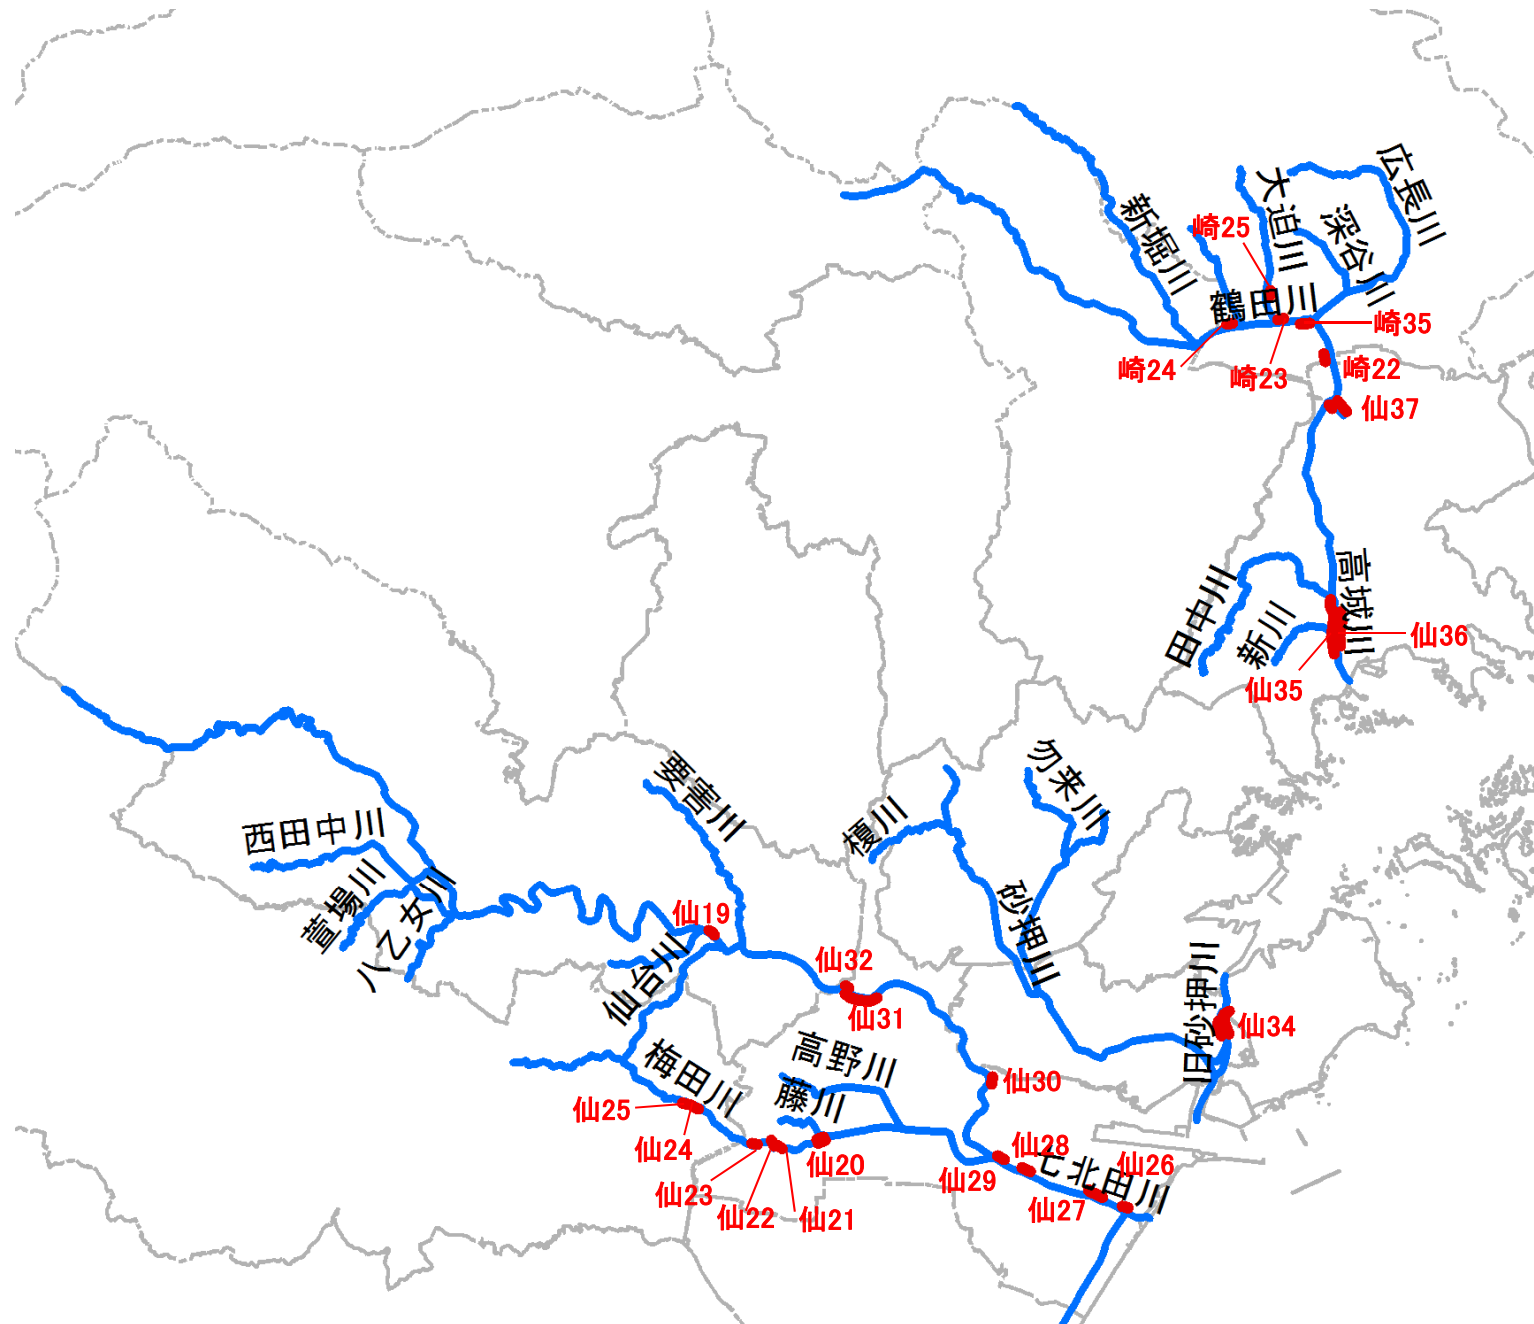 広長川
大迫川
新堀川
深谷川
崎25
鶴田川
崎35
崎24
崎23
崎22
仙37
高城川
田中川
新川
仙36
仙35
要害川
勿来川
榎川
西田中川
萱場川
八乙女川
砂押川
仙19
仙台川
仙32
仙31
旧砂押川
仙34
高野川
梅田川
藤川
仙30
仙25
仙24
仙20
仙28
七北田川
仙26
仙29
仙23
仙22
仙21
仙27